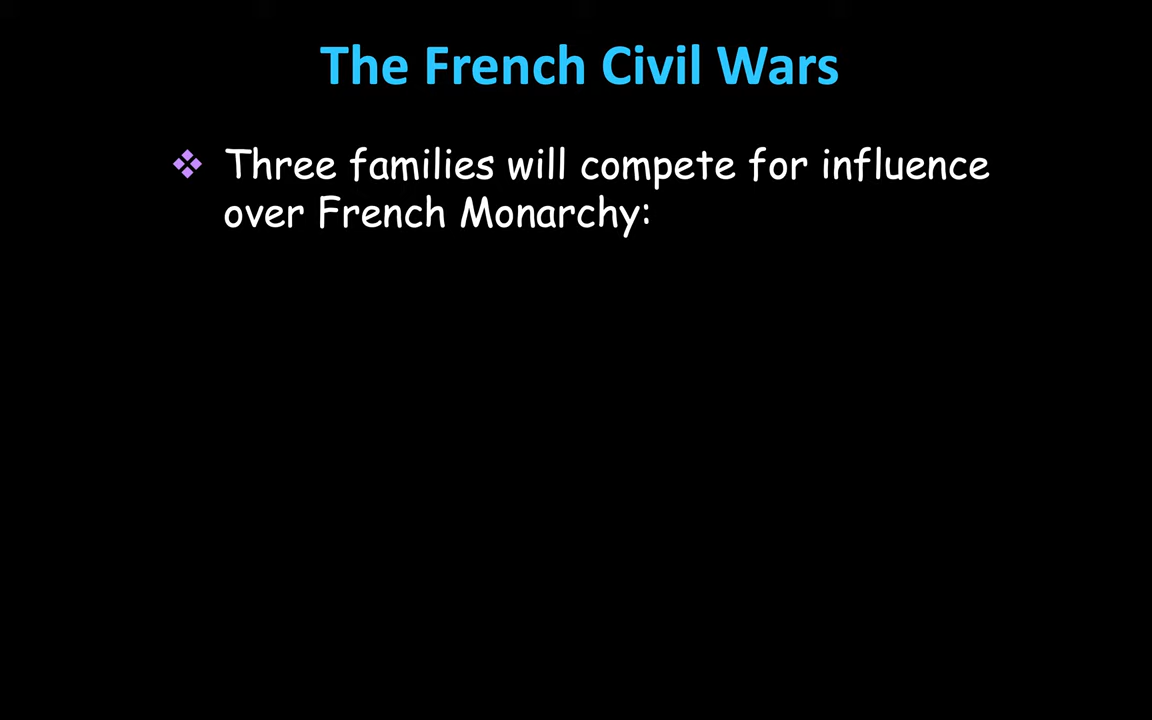 The French Civil Wars
Three families will compete for influence
over French Monarchy: